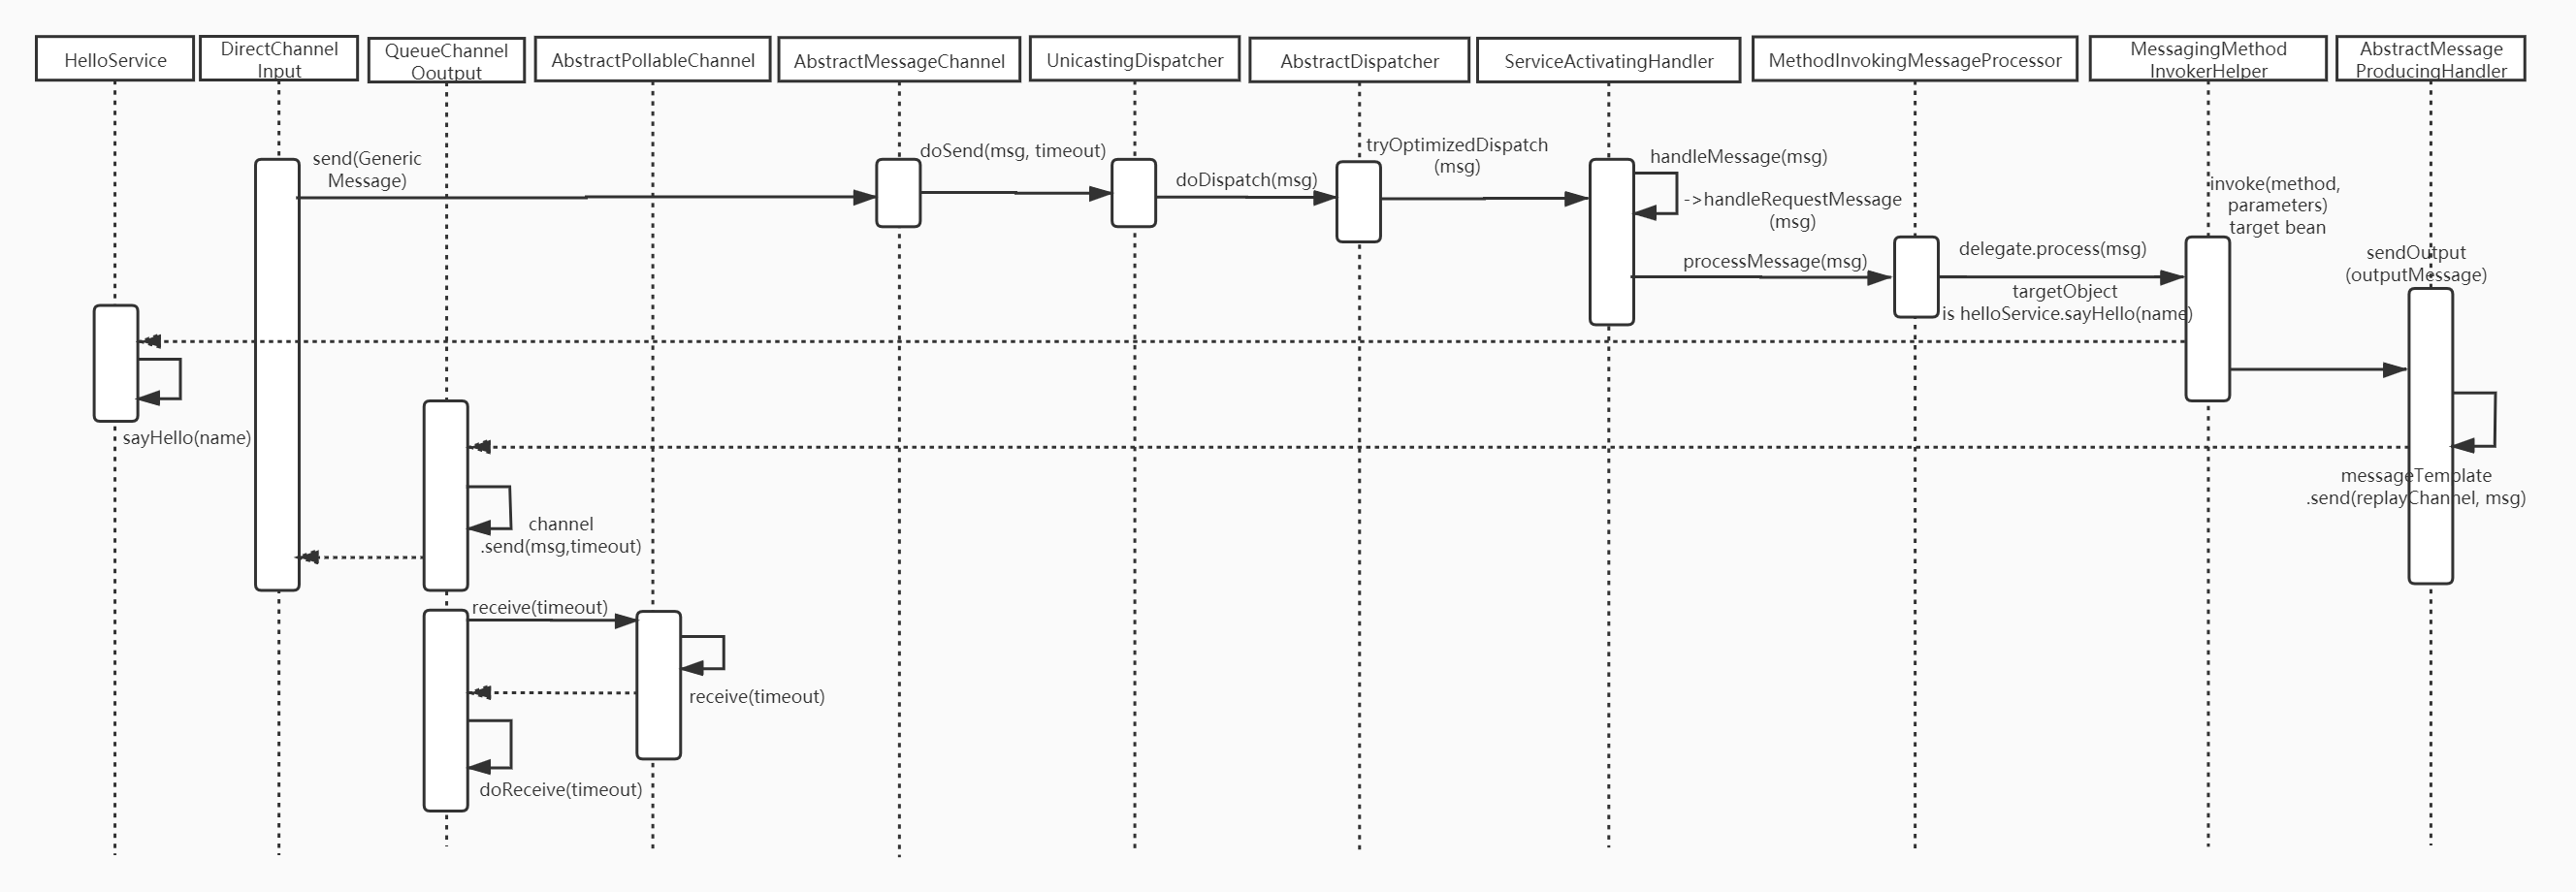 HelloService
DirectChannel
Input
QueueChannel
Ooutput
AbstractPollableChannel
AbstractMessageChannel
UnicastingDispatcher
AbstractDispatcher
ServiceActivatingHandler
MethodInvokingMessageProcessor
MessagingMethod
InvokerHelper
AbstractMessage
ProducingHandler
send(Generic
Message)
doSend(msg, timeout)
doDispatch(msg)
tryOptimizedDispatch
(msg)
handleMessage(msg)
->handleRequestMessage
(msg)
processMessage(msg)
delegate.process(msg)
targetObject
is helloService.sayHello(name)
invoke(method,
parameters)
target bean
sendOutput
(outputMessage)
sayHello(name)
messageTemplate
.send(replayChannel, msg)
channel
.send(msg,timeout)
receive(timeout)
receive(timeout)
doReceive(timeout)